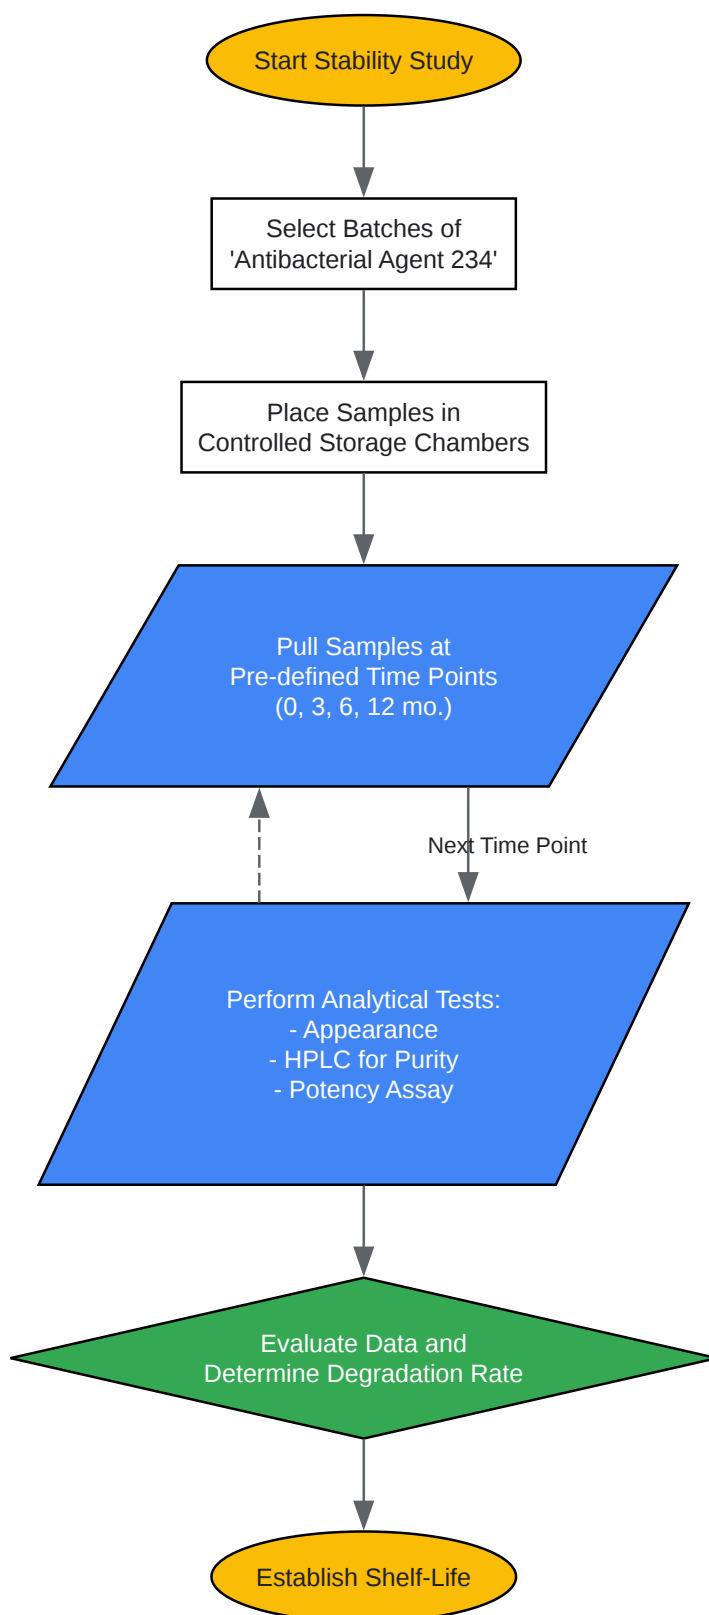 Start Stability Study
Select Batches of
'Antibacterial Agent 234'
Place Samples in
Controlled Storage Chambers
Pull Samples at
Pre-defined Time Points
(0, 3, 6, 12 mo.)
Next Time Point
Perform Analytical Tests:
- Appearance
- HPLC for Purity
- Potency Assay
Evaluate Data and
Determine Degradation Rate
Establish Shelf-Life